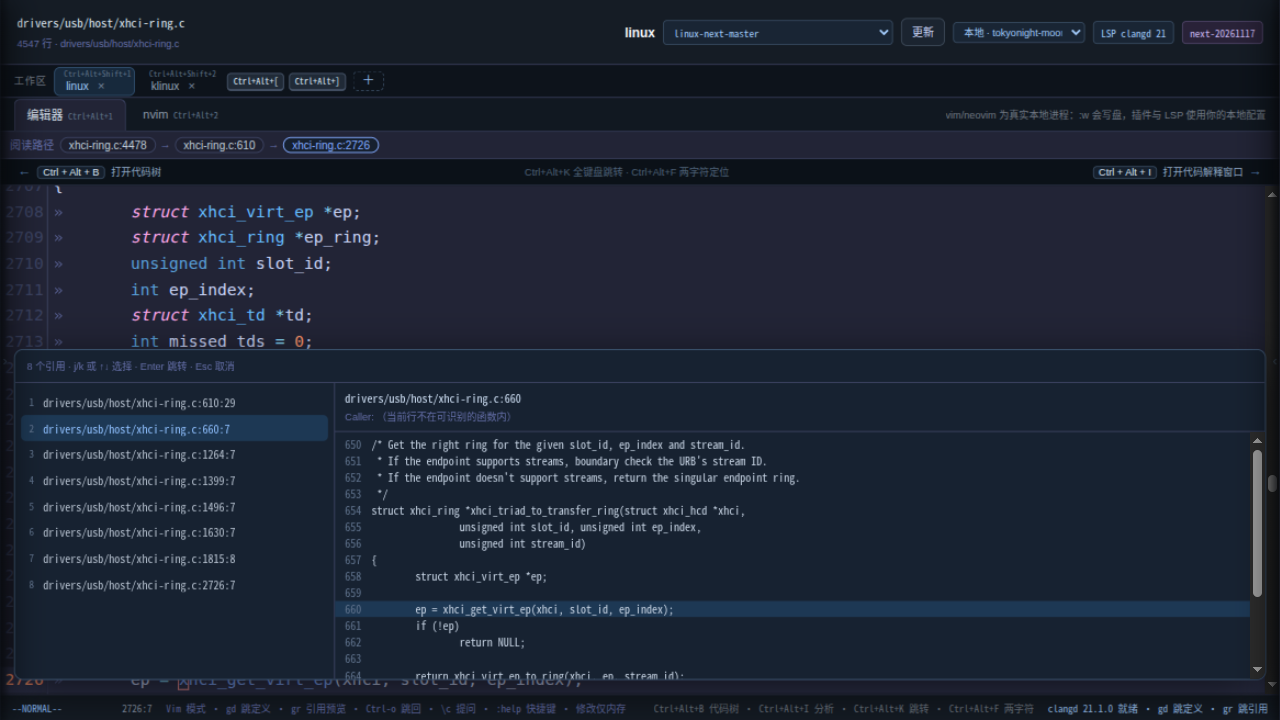 drivers/usb/host/xhci-ring.c
4547 行 · drivers/usb/host/xhci-ring.c
linux linux-next-master 更新 本地 · tokyonight-moon LSP clangd 21 next-20261117
工作区 Ctrl+Alt+Shift+1 linux × Ctrl+Alt+Shift+2 klinux × Ctrl+Alt+[ Ctrl+Alt+] +
编辑器 Ctrl+Alt+1 nvim Ctrl+Alt+2 vim/neovim 为真实本地进程：:w 会写盘，插件与 LSP 使用你的本地配置
阅读路径 xhci-ring.c:4478 → xhci-ring.c:610 → xhci-ring.c:2726
← Ctrl + Alt + B 打开代码树 Ctrl+Alt+K 全键盘跳转 · Ctrl+Alt+F 两字符定位 Ctrl + Alt + I 打开代码解释窗口 →
2707 {
2708 » struct xhci_virt_ep *ep;
2709 » struct xhci_ring *ep_ring;
2710 » unsigned int slot_id;
2711 » int ep_index;
2712 » struct xhci_td *td;
2713 » int missed_tds = 0;
8 个引用 · j/k 或 ↑↓ 选择 · Enter 跳转 · Esc 取消
1 drivers/usb/host/xhci-ring.c:610:29
2 drivers/usb/host/xhci-ring.c:660:7
3 drivers/usb/host/xhci-ring.c:1264:7
4 drivers/usb/host/xhci-ring.c:1399:7
5 drivers/usb/host/xhci-ring.c:1496:7
6 drivers/usb/host/xhci-ring.c:1630:7
7 drivers/usb/host/xhci-ring.c:1815:8
8 drivers/usb/host/xhci-ring.c:2726:7
drivers/usb/host/xhci-ring.c:660
Caller: （当前行不在可识别的函数内）
650 /* Get the right ring for the given slot_id, ep_index and stream_id.
651 * If the endpoint supports streams, boundary check the URB's stream ID.
652 * If the endpoint doesn't support streams, return the singular endpoint ring.
653 */
654 struct xhci_ring *xhci_triad_to_transfer_ring(struct xhci_hcd *xhci,
655 unsigned int slot_id, unsigned int ep_index,
656 unsigned int stream_id)
657 {
658 struct xhci_virt_ep *ep;
659
660 ep = xhci_get_virt_ep(xhci, slot_id, ep_index);
661 if (!ep)
662 return NULL;
663
664 return xhci_virt_ep_to_ring(xhci, ep, stream_id);
2726 » ep = xhci_get_virt_ep(xhci, slot_id, ep_index);
--NORMAL-- 2726:7 Vim 模式 · gd 跳定义 · gr 引用预览 · Ctrl-o 跳回 · \c 提问 · :help 快捷键 · 修改仅内存 Ctrl+Alt+B 代码树 · Ctrl+Alt+I 分析 · Ctrl+Alt+K 跳转 · Ctrl+Alt+F 两字符 clangd 21.1.0 就绪 · gd 跳定义 · gr 跳引用